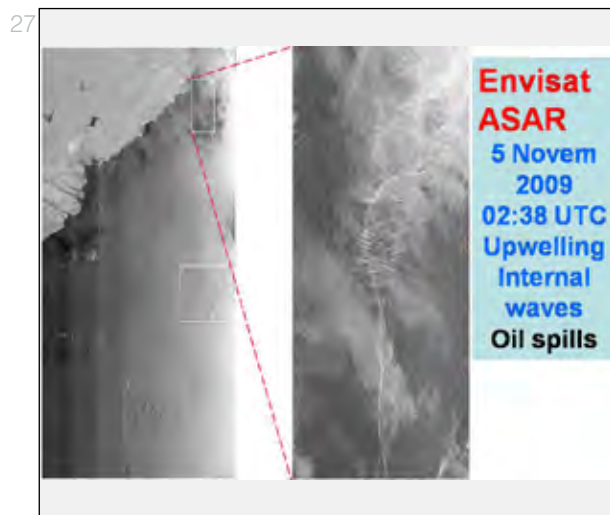 27
Envisat
ASAR
5 Novem
2009
02:38 UTC
Upwelling
Internal
waves
Oil spills